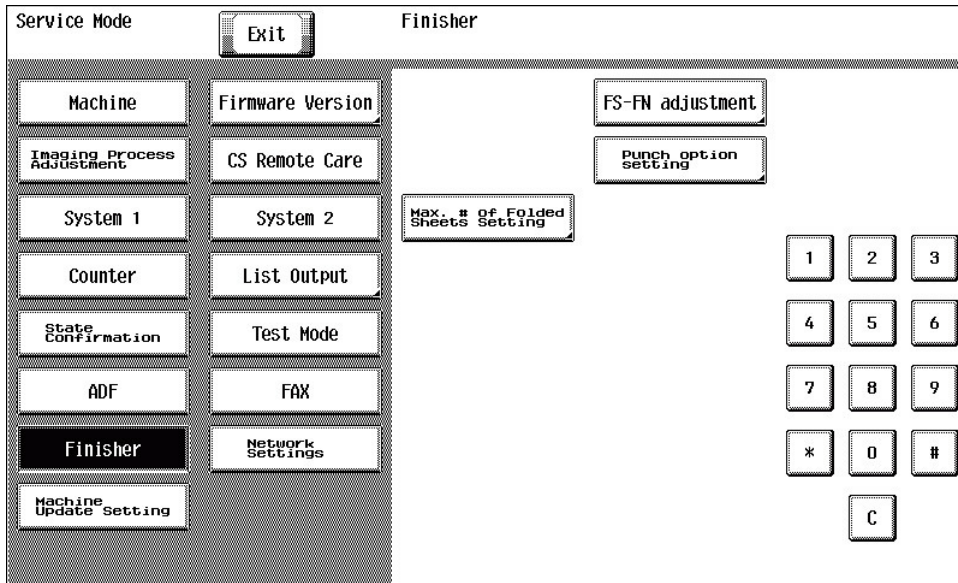 Service Mode
Exit
Finisher
Machine
Firmware Version
FS-FN adjustment
Imaging Process
Adjustment
CS Remote Care
Punch option
setting
System 1
System 2
Max. # of Folded
Sheets Setting
Counter
List Output
1 2 3
State
Confirmation
Test Mode
4 5 6
ADF
FAX
7 8 9
Finisher
Network
Settings
* 0 #
Machine
Update Setting
C